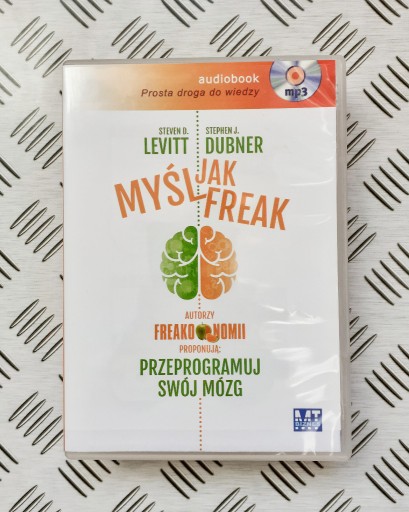 audiobook
Prosta droga do wiedzy
mp3
STEVEN D. STEPHEN J.
LEVITT DUBNER
MYŚL JAK FREAK
AUTORZY
FREAKONOMII
PROPONUJĄ:
PRZEPROGRAMUJ
SWÓJ MÓZG
MT
BIZNES